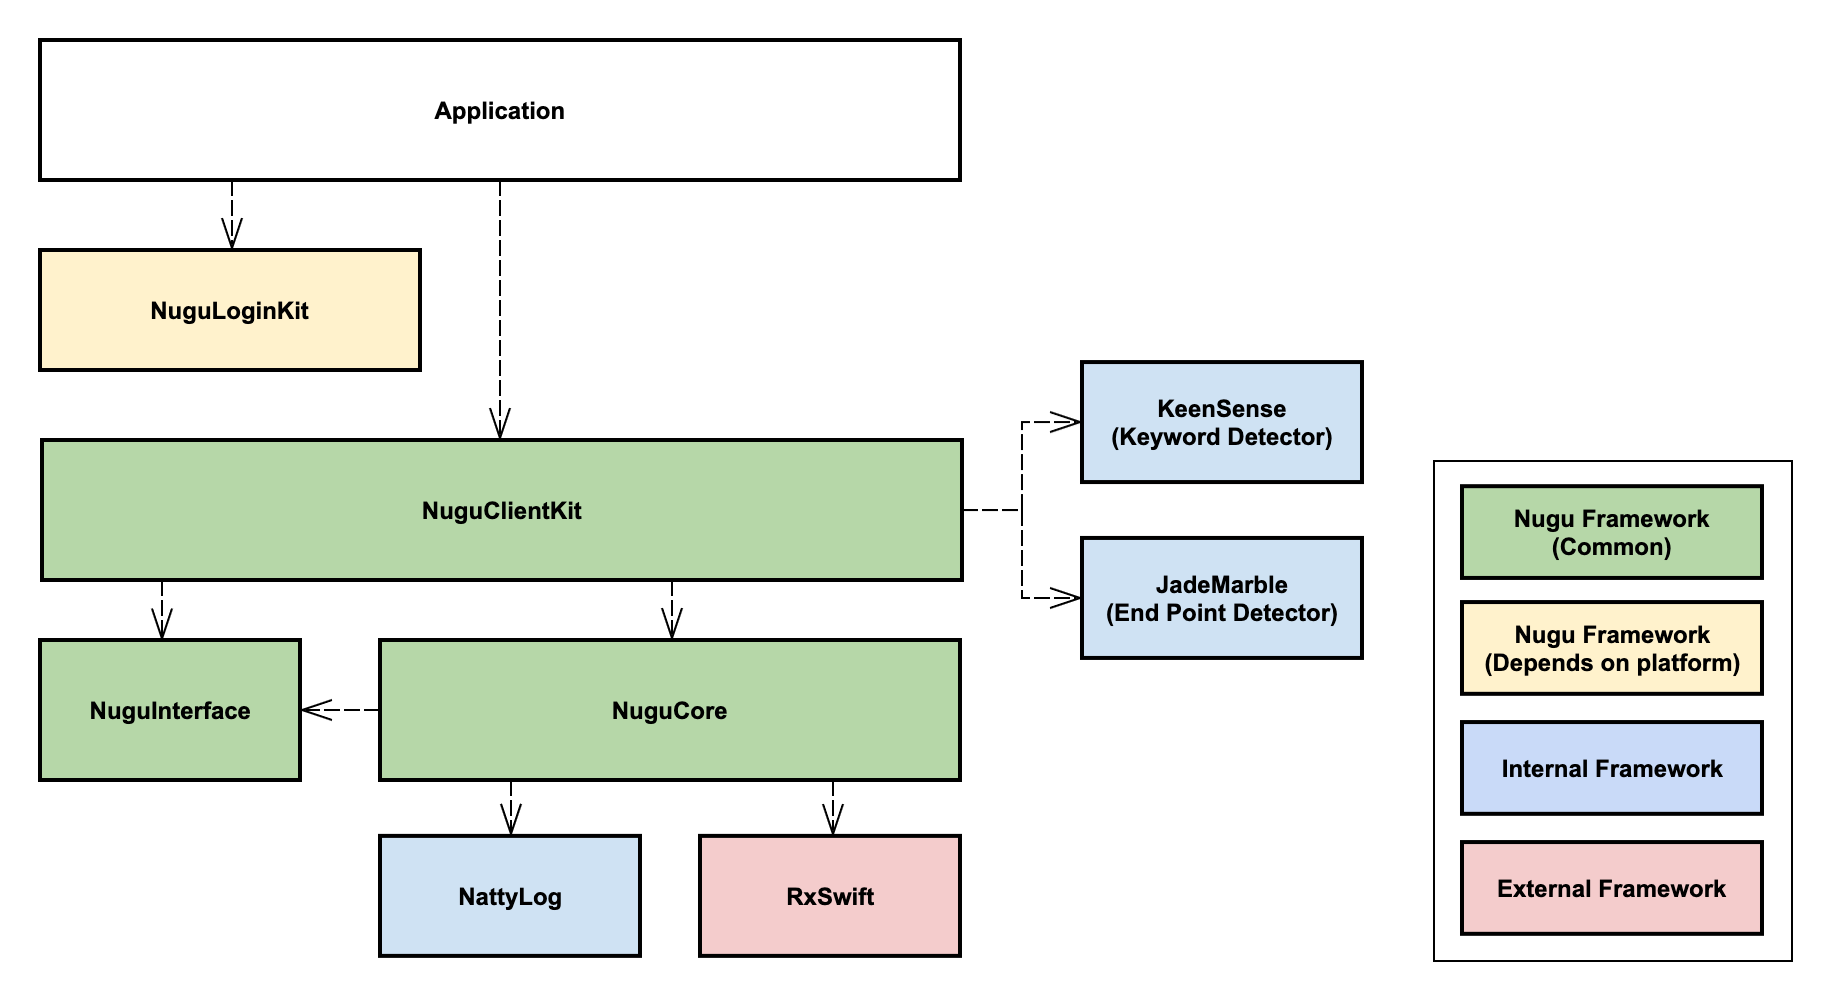 Application
NuguLoginKit
NuguClientKit
KeenSense
(Keyword Detector)
JadeMarble
(End Point Detector)
NuguInterface
NuguCore
NattyLog
RxSwift
Nugu Framework
(Common)
Nugu Framework
(Depends on platform)
Internal Framework
External Framework